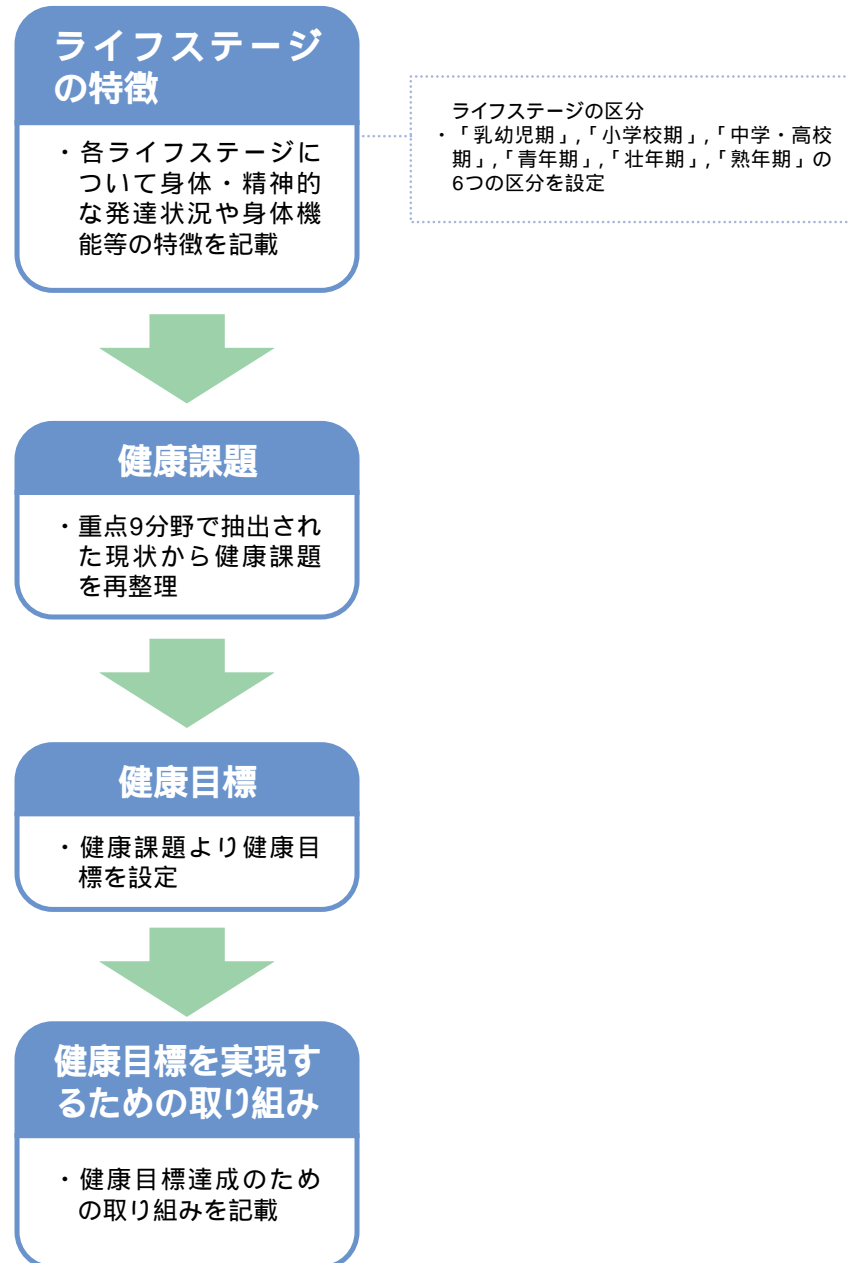 ライフステージ
の特徴
・各ライフステージに
ついて身体・精神的
な発達状況や身体機
能等の特徴を記載
ライフステージの区分
・「乳幼児期」,「小学校期」,「中学・高校
期」,「青年期」,「壮年期」,「熟年期」の
6つの区分を設定
健康課題
・重点9分野で抽出され
た現状から健康課題
を再整理
健康目標
・健康課題より健康目
標を設定
健康目標を実現す
るための取り組み
・健康目標達成のため
の取り組みを記載